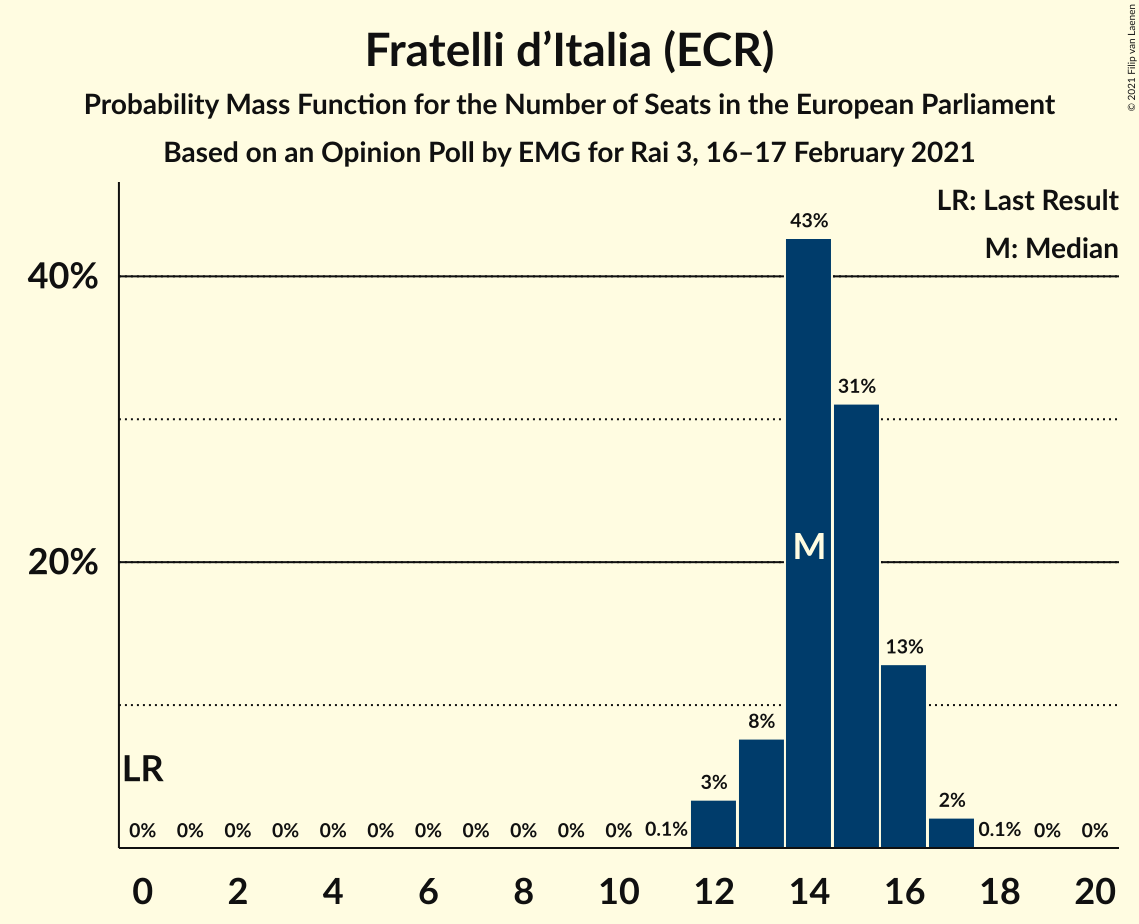 Fratelli d’Italia (ECR)
Probability Mass Function for the Number of Seats in the European Parliament
Based on an Opinion Poll by EMG for Rai 3, 16–17 February 2021
© 2021 Filip van Laenen
LR: Last Result
M: Median
43%
40%
31%
M
20%
13%
8%
LR
3%
2%
0% 0% 0% 0% 0% 0% 0% 0% 0% 0% 0% 0.1% 0.1% 0% 0%
0 2 4 6 8 10 12 14 16 18 20